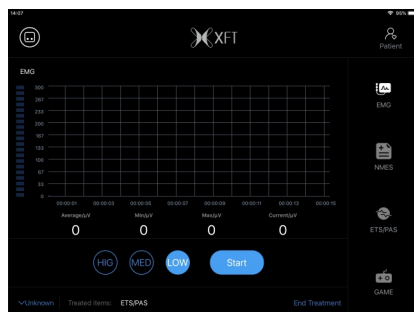 14:07
96%
XFT
Patient
EMG
300
267
233
200
167
133
106
67
33
0
00:00:01 00:00:03 00:00:05 00:00:07 00:00:09 00:00:11 00:00:13 00:00:15
Average/μV Min/μV Max/μV Current/μV
0 0 0 0
HIG MED LOW Start
Unknown Treated items: ETS/PAS End Treatment
EMG
NMES
ETS/PAS
GAME